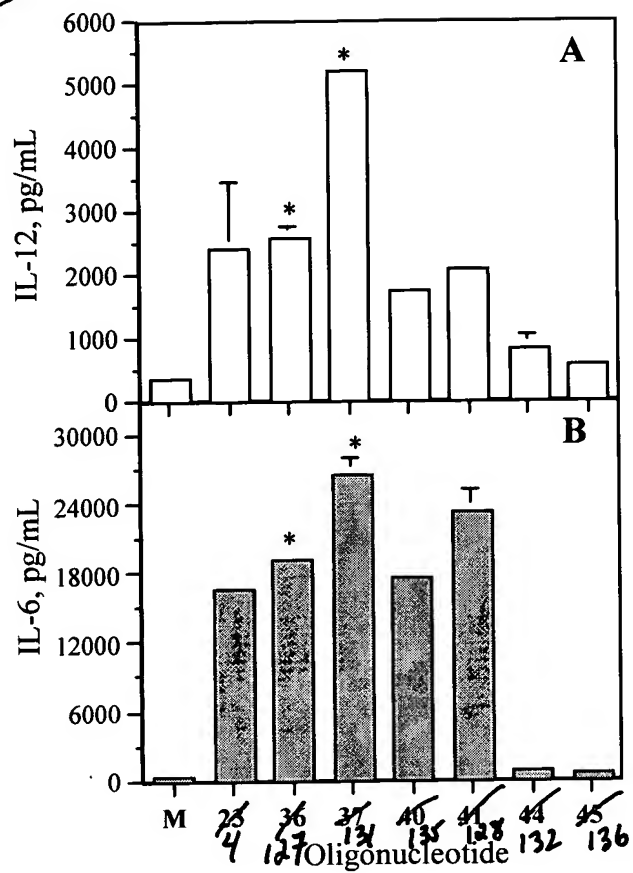 6000
*
A
5000
4000
*
3000
2000
1000
0
IL-12, pg/mL
30000
*
B
24000
*
18000
12000
6000
0
IL-6, pg/mL
M 23 36 37 40 41 44 45
4 127 131 135 128 132 136
Oligonucleotide